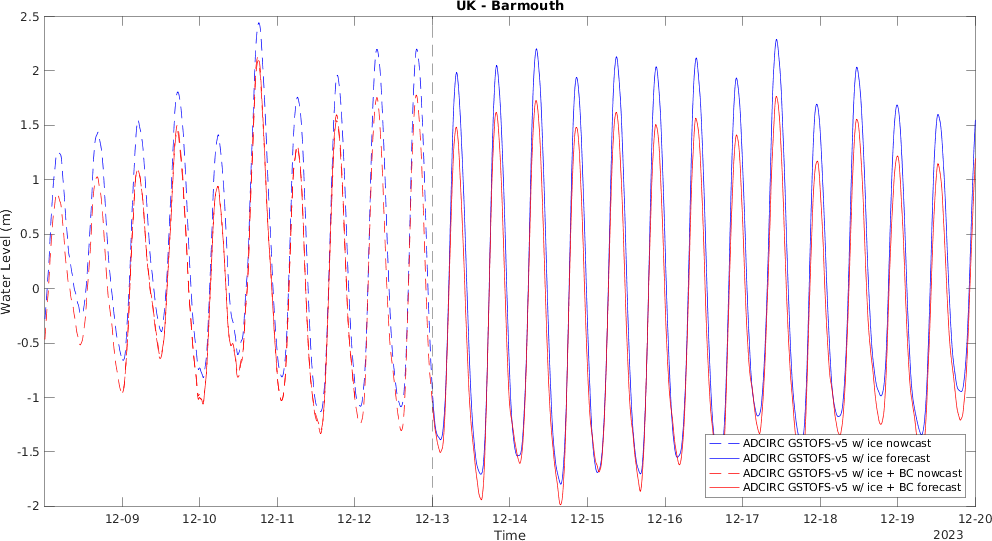 UK - Barmouth
2.5
2
1.5
1
0.5
0
-0.5
-1
-1.5
-2
Water Level (m)
ADCIRC GSTOFS-v5 w/ ice nowcast
ADCIRC GSTOFS-v5 w/ ice forecast
ADCIRC GSTOFS-v5 w/ ice + BC nowcast
ADCIRC GSTOFS-v5 w/ ice + BC forecast
12-09 12-10 12-11 12-12 12-13 12-14 12-15 12-16 12-17 12-18 12-19 12-20
Time
2023